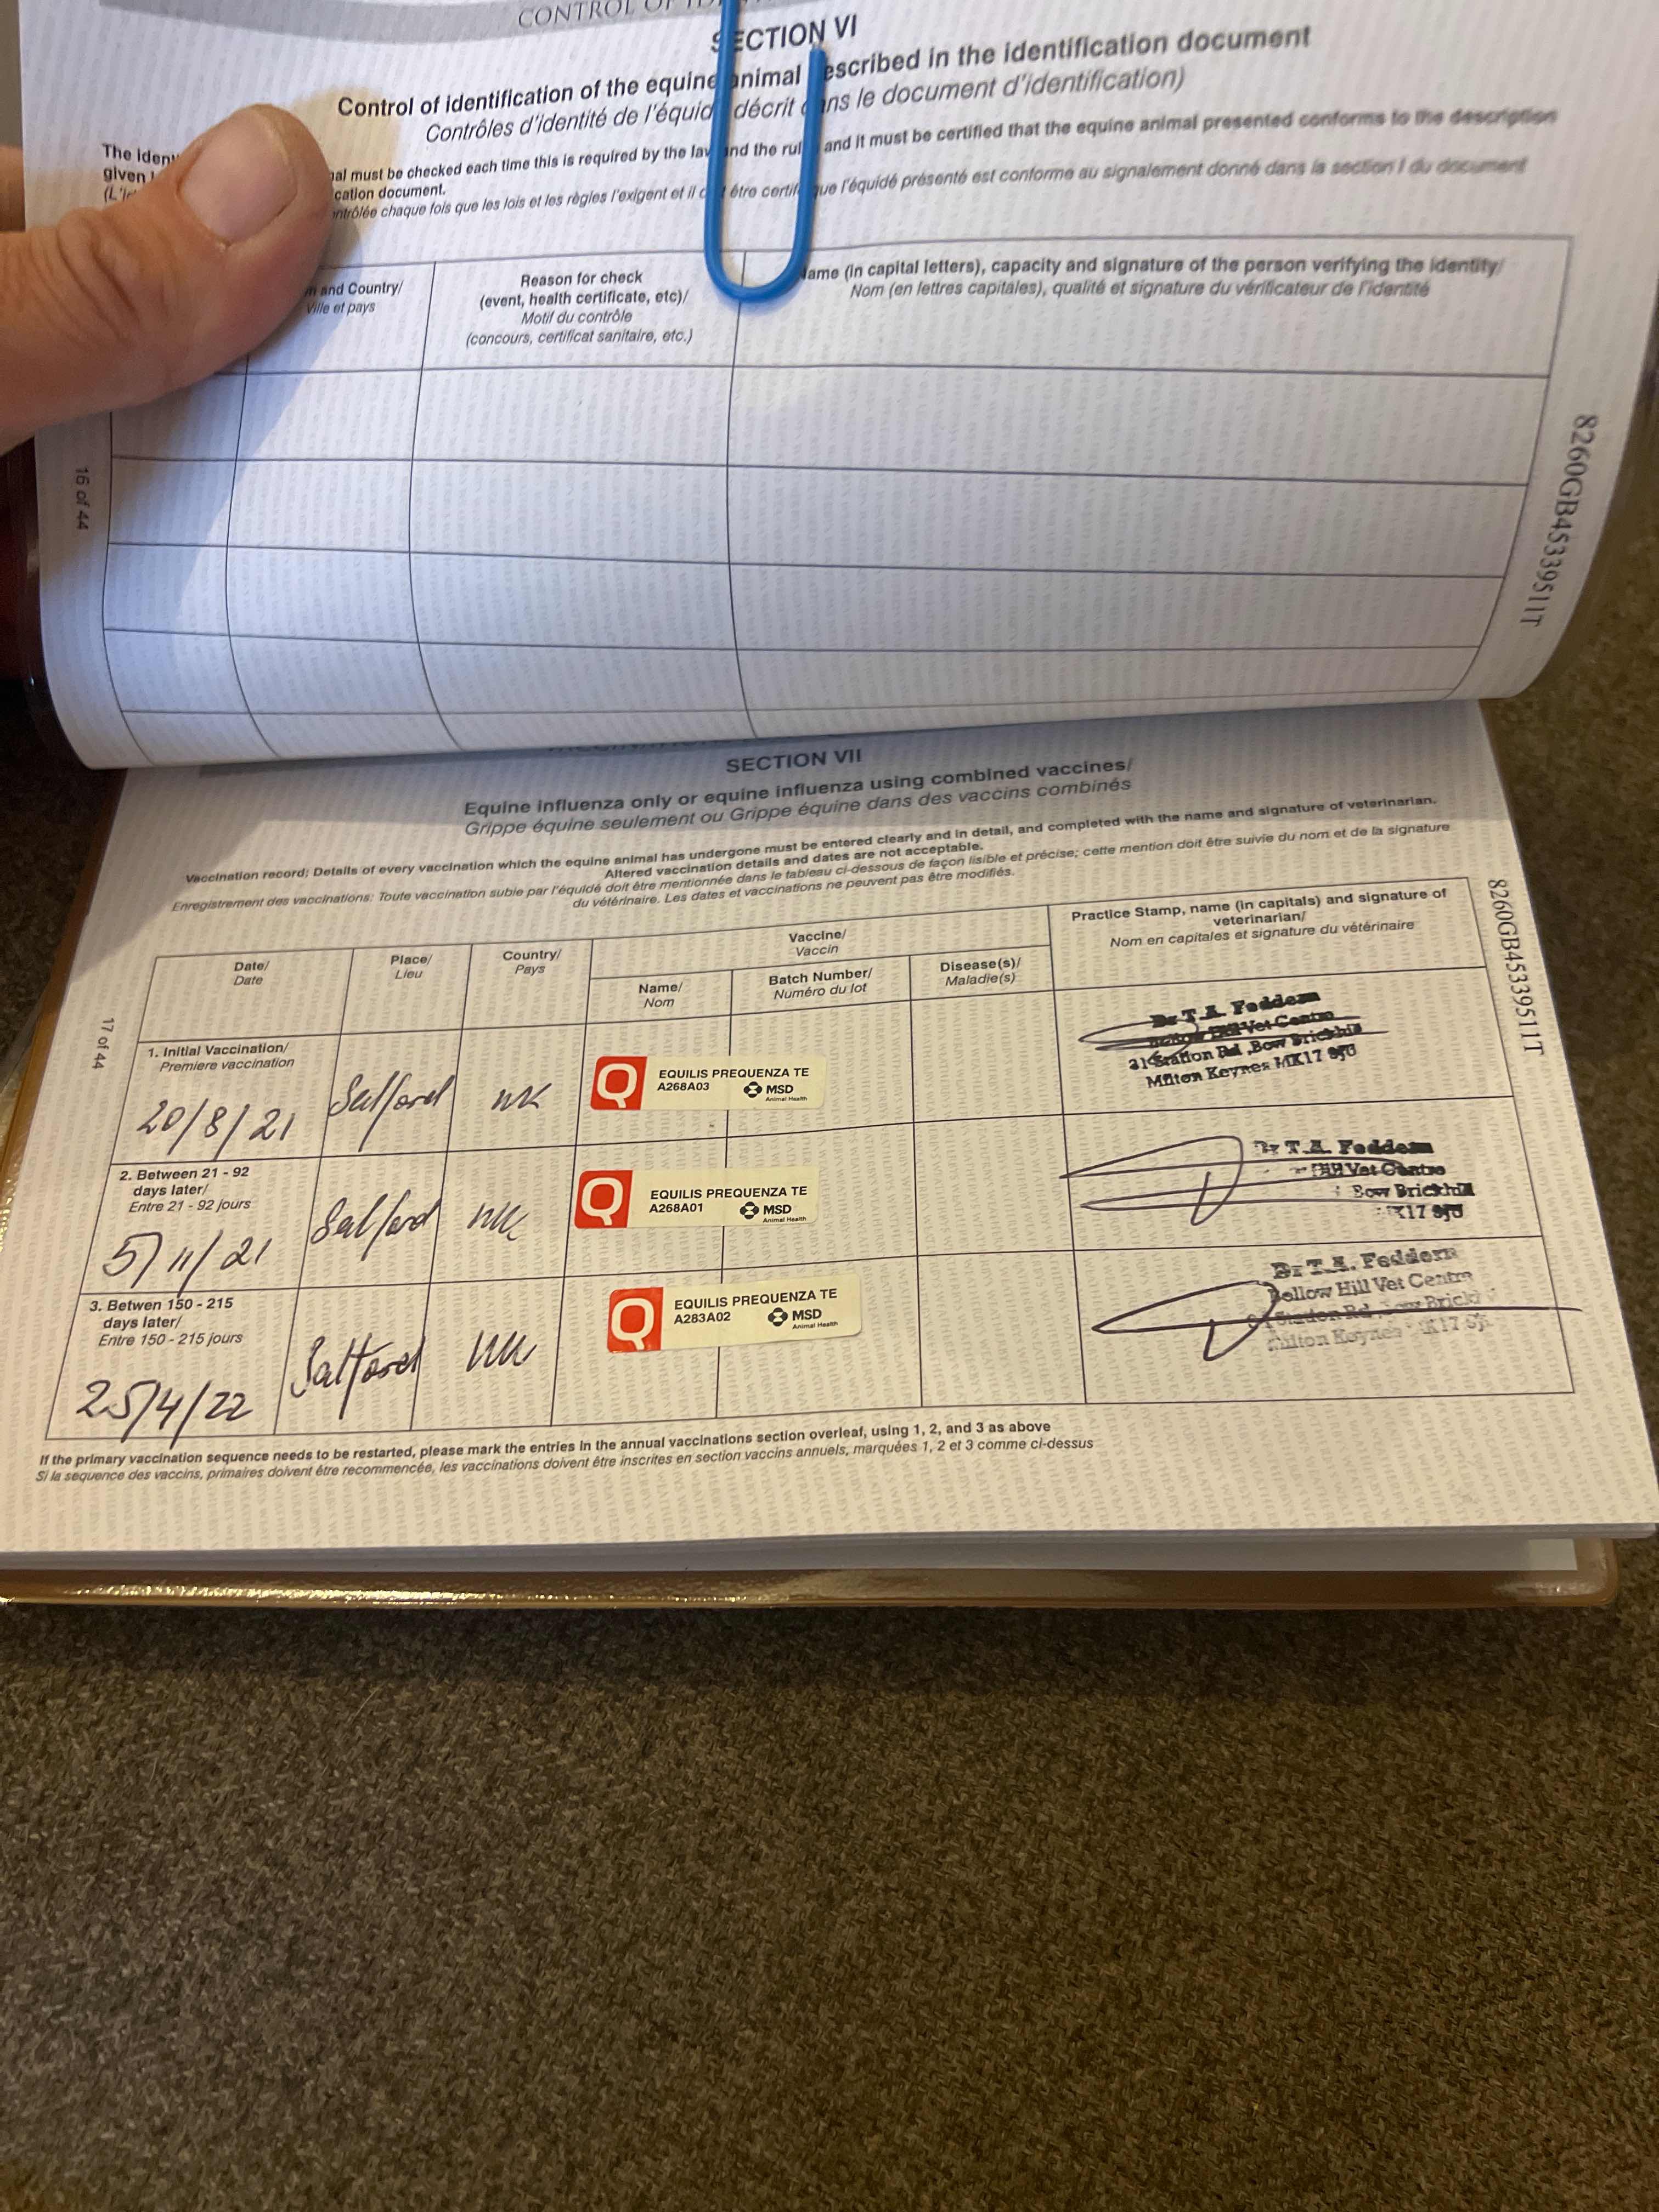 CONTROL OF
SECTION VI
Control of identification of the equine animal described in the identification document
Contrôles d'identité de l'équidé décrit dans le document d'identification)
The iden al must be checked each time this is required by the law and the rul and it must be certified that the equine animal presented conforms to the description
given cation document.
(L'i ntrôlée chaque fois que les lois et les règles l'exigent et il être certif que l'équidé présenté est conforme au signalement donné dans la section I du document
and Country/
Ville et pays
Reason for check
(event, health certificate, etc)/
Motif du contrôle
(concours, certificat sanitaire, etc.)
ame (in capital letters), capacity and signature of the person verifying the identity/
Nom (en lettres capitales), qualité et signature du vérificateur de l'identité
16 of 44
8260GB45339511T
SECTION VII
Equine influenza only or equine influenza using combined vaccines/
Grippe équine seulement ou Grippe équine dans des vaccins combinés
Vaccination record: Details of every vaccination which the equine animal has undergone must be entered clearly and in detail, and completed with the name and signature of veterinarian.
Altered vaccination details and dates are not acceptable.
Enregistrement des vaccinations: Toute vaccination subie par l'équidé doit être mentionnée dans le tableau ci-dessous de façon lisible et précise; cette mention doit être suivie du nom et de la signature
du vétérinaire. Les dates et vaccinations ne peuvent pas être modifiés.
17 of 44
8260GB45339511T
Date/
Date
Place/
Lieu
Country/
Pays
Vaccine/
Vaccin
Name/
Nom
Batch Number/
Numéro du lot
Disease(s)/
Maladie(s)
Practice Stamp, name (in capitals) and signature of
veterinarian/
Nom en capitales et signature du vétérinaire
1. Initial Vaccination/
Premiere vaccination
20/8/21
Salford
UK
Q
EQUILIS PREQUENZA TE
A268A03 MSD
Animal Health
Dr T.A. Feddern
Vet Centre
21 Station Rd, Bow Brickhill
Milton Keynes MK17 9JU
2. Between 21 - 92
days later/
Entre 21 - 92 jours
5/11/21
Salford
UK
Q
EQUILIS PREQUENZA TE
A268A01 MSD
Animal Health
Dr T.A. Feddern
Hill Vet Centre
Bow Brickhill
K17 9JU
3. Betwen 150 - 215
days later/
Entre 150 - 215 jours
25/4/22
Salford
UK
Q
EQUILIS PREQUENZA TE
A283A02 MSD
Animal Health
Dr T.A. Feddern
Bellow Hill Vet Centre
Station Rd, Bow Brick
Milton Keynes MK17 9J
If the primary vaccination sequence needs to be restarted, please mark the entries in the annual vaccinations section overleaf, using 1, 2, and 3 as above
Si la sequence des vaccins, primaires doivent être recommencée, les vaccinations doivent être inscrites en section vaccins annuels, marquées 1, 2 et 3 comme ci-dessus